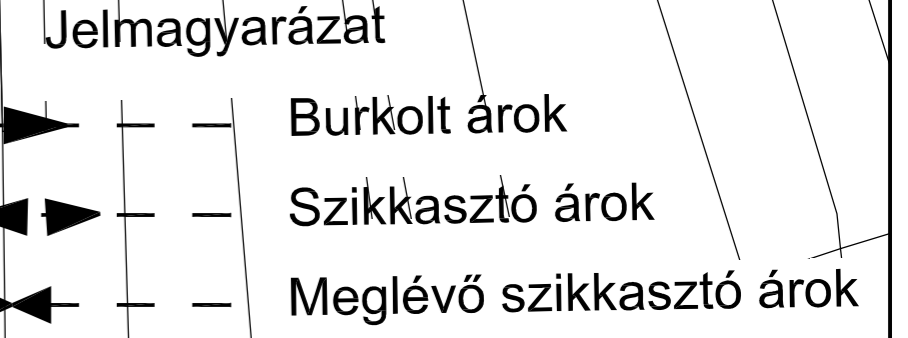 Jelmagyarázat
Burkolt árok
Szikkasztó árok
Meglévő szikkasztó árok